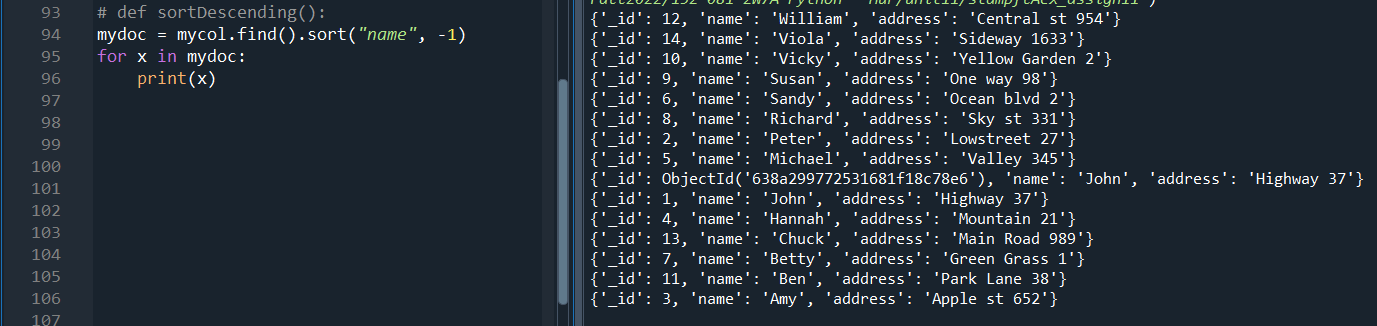 93 # def sortDescending():
94 mydoc = mycol.find().sort("name", -1)
95 for x in mydoc:
96 print(x)
97
98
99
100
101
102
103
104
105
106
107
{'_id': 12, 'name': 'William', 'address': 'Central st 954'}
{'_id': 14, 'name': 'Viola', 'address': 'Sideway 1633'}
{'_id': 10, 'name': 'Vicky', 'address': 'Yellow Garden 2'}
{'_id': 9, 'name': 'Susan', 'address': 'One way 98'}
{'_id': 6, 'name': 'Sandy', 'address': 'Ocean blvd 2'}
{'_id': 8, 'name': 'Richard', 'address': 'Sky st 331'}
{'_id': 2, 'name': 'Peter', 'address': 'Lowstreet 27'}
{'_id': 5, 'name': 'Michael', 'address': 'Valley 345'}
{'_id': ObjectId('638a299772531681f18c78e6'), 'name': 'John', 'address': 'Highway 37'}
{'_id': 1, 'name': 'John', 'address': 'Highway 37'}
{'_id': 4, 'name': 'Hannah', 'address': 'Mountain 21'}
{'_id': 13, 'name': 'Chuck', 'address': 'Main Road 989'}
{'_id': 7, 'name': 'Betty', 'address': 'Green Grass 1'}
{'_id': 11, 'name': 'Ben', 'address': 'Park Lane 38'}
{'_id': 3, 'name': 'Amy', 'address': 'Apple st 652'}